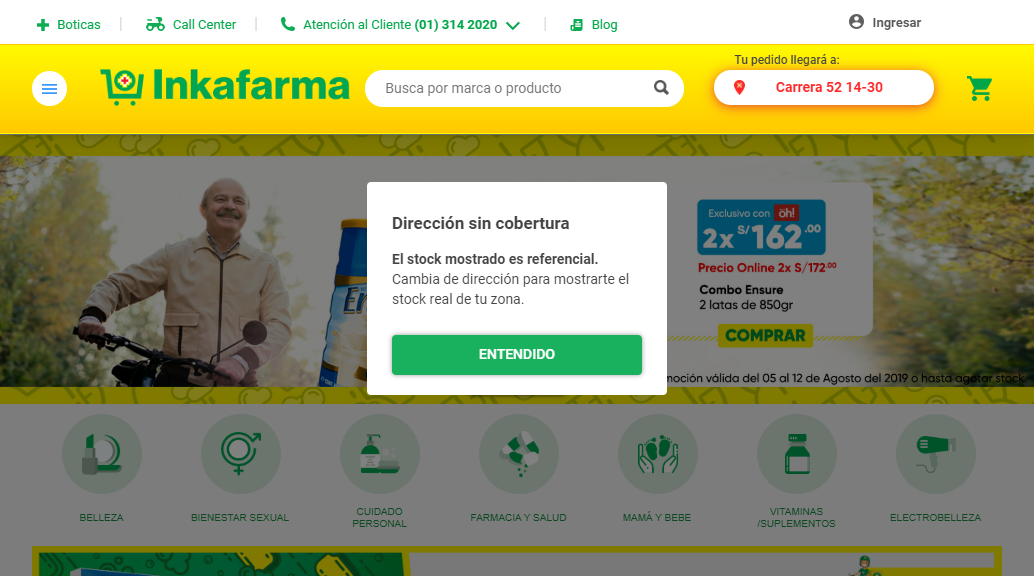 Boticas
Call Center
Atención al Cliente (01) 314 2020
Blog
Ingresar
Inkafarma
Busca por marca o producto
Tu pedido llegará a:
Carrera 52 14-30
Dirección sin cobertura
El stock mostrado es referencial.
Cambia de dirección para mostrarte el
stock real de tu zona.
ENTENDIDO
Exclusivo con öh!
2x S/162.00
Precio Online 2x S/172.00
Combo Ensure
2 latas de 850gr
COMPRAR
moción válida del 05 al 12 de Agosto del 2019 o hasta agotar stock
BELLEZA
BIENESTAR SEXUAL
CUIDADO
PERSONAL
FARMACIA Y SALUD
MAMÁ Y BEBE
VITAMINAS
/SUPLEMENTOS
ELECTROBELLEZA